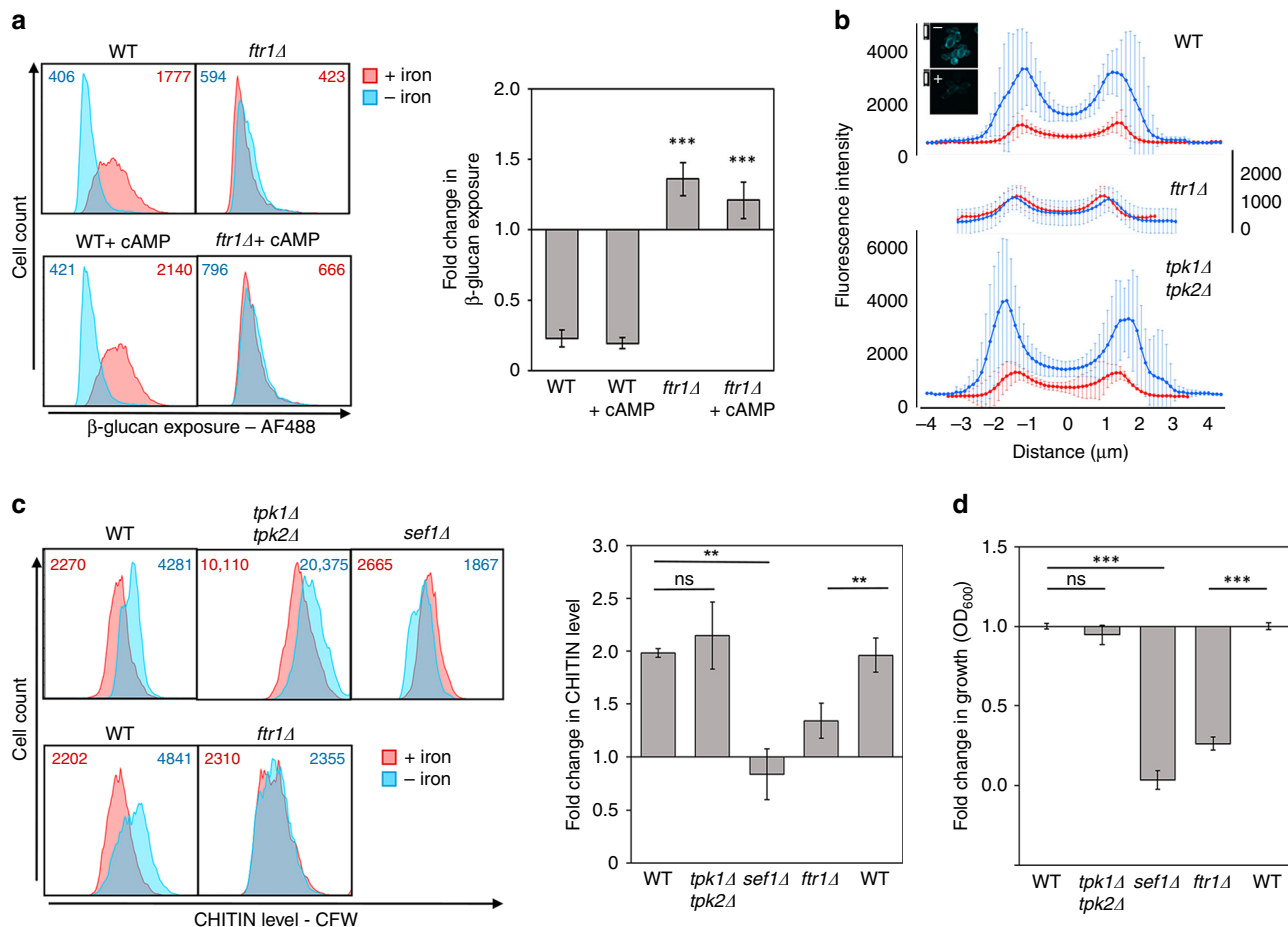 a
WT
ftr1Δ
406
1777
594
423
+ iron
– iron
WT+ cAMP
ftr1Δ+ cAMP
421
2140
796
666
Cell count
β-glucan exposure – AF488
Fold change in
β-glucan exposure
2.0
1.5
1.0
0.5
0
***
***
WT
WT
+ cAMP
ftr1Δ
ftr1Δ
+ cAMP
b
–
+
WT
4000
2000
0
ftr1Δ
2000
1000
0
tpk1Δ
tpk2Δ
6000
4000
2000
0
Fluorescence intensity
–4 –3 –2 –1 0 1 2 3 4
Distance (μm)
c
WT
tpk1Δ
tpk2Δ
sef1Δ
2270
4281
10,110
20,375
2665
1867
WT
ftr1Δ
2202
4841
2310
2355
+ iron
– iron
Cell count
CHITIN level - CFW
Fold change in CHITIN level
3.0
2.5
2.0
1.5
1.0
0.5
0
**
ns
**
WT
tpk1Δ
tpk2Δ
sef1Δ
ftr1Δ
WT
d
Fold change in growth (OD600)
1.5
1.0
0.5
0.0
***
ns
***
WT
tpk1Δ
tpk2Δ
sef1Δ
ftr1Δ
WT